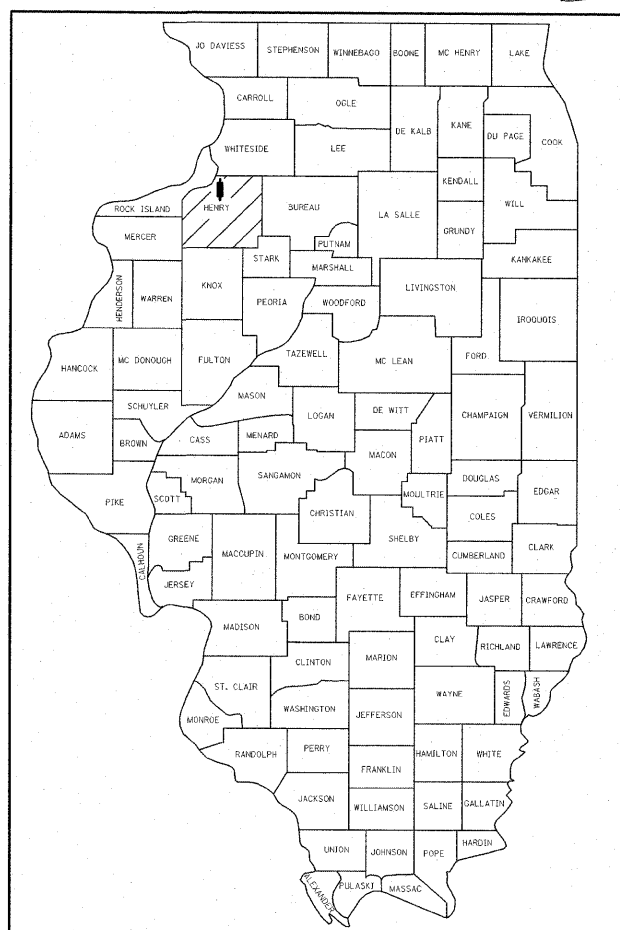 JO DAVIESS
STEPHENSON
WINNEBAGO
BOONE
MC HENRY
LAKE
CARROLL
OGLE
DE KALB
KANE
DU PAGE
COOK
WHITESIDE
LEE
KENDALL
WILL
ROCK ISLAND
HENRY
BUREAU
LA SALLE
GRUNDY
MERCER
PUTNAM
KANKAKEE
STARK
MARSHALL
HENDERSON
WARREN
KNOX
PEORIA
WOODFORD
LIVINGSTON
IROQUOIS
HANCOCK
MC DONOUGH
FULTON
TAZEWELL
MC LEAN
FORD
SCHUYLER
MASON
LOGAN
DE WITT
CHAMPAIGN
VERMILION
ADAMS
BROWN
CASS
MENARD
PIATT
MACON
MORGAN
SANGAMON
DOUGLAS
EDGAR
PIKE
SCOTT
MOULTRIE
CHRISTIAN
COLES
GREENE
MACCUPIN
MONTGOMERY
SHELBY
CLARK
CALHOUN
CUMBERLAND
JERSEY
FAYETTE
EFFINGHAM
JASPER
CRAWFORD
MADISON
BOND
CLAY
RICHLAND
LAWRENCE
CLINTON
MARION
ST. CLAIR
WAYNE
EDWARDS
WABASH
WASHINGTON
JEFFERSON
MONROE
RANDOLPH
PERRY
HAMILTON
WHITE
FRANKLIN
JACKSON
WILLIAMSON
SALINE
GALLATIN
UNION
JOHNSON
POPE
HARDIN
ALEXANDER
PULASKI
MASSAC